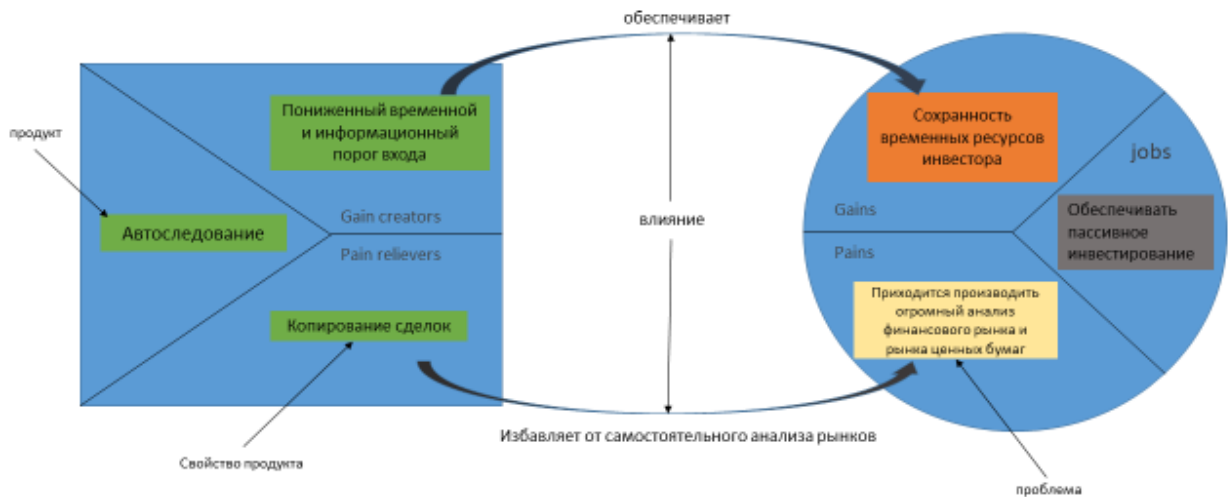 обеспечивает
Пониженный временной
и информационный
порог входа
продукт
Автоследование
Gain creators
Pain relievers
Копирование сделок
Свойство продукта
влияние
Избавляет от самостоятельного анализа рынков
Сохранность
временных ресурсов
инвестора
jobs
Gains
Обеспечивать
пассивное
инвестирование
Pains
Приходится производить
огромный анализ
финансового рынка и
рынка ценных бумаг
проблема